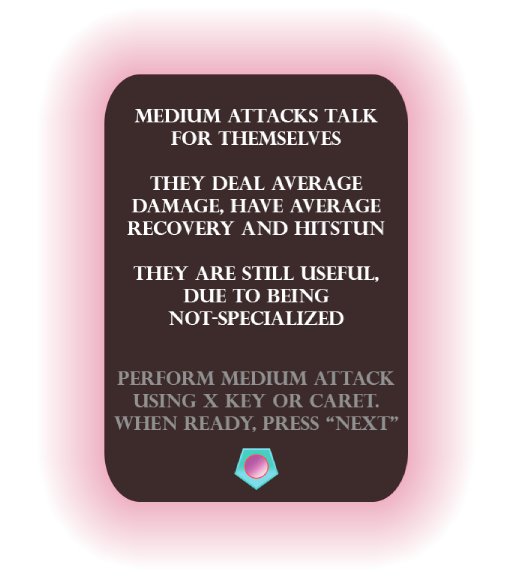 MEDIUM ATTACKS TALK
FOR THEMSELVES
THEY DEAL AVERAGE
DAMAGE, HAVE AVERAGE
RECOVERY AND HITSTUN
THEY ARE STILL USEFUL,
DUE TO BEING
NOT-SPECIALIZED
PERFORM MEDIUM ATTACK
USING X KEY OR CARET.
WHEN READY, PRESS “NEXT”